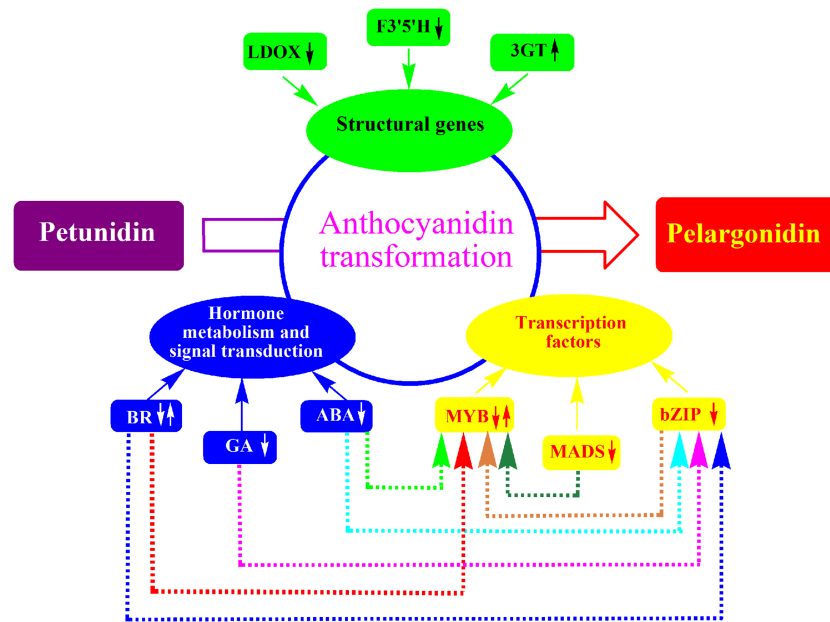 F3'5'H↓
LDOX↓
3GT↑
Structural genes
Petunidin
Anthocyanidin
transformation
Pelargonidin
Hormone
metabolism and
signal transduction
Transcription
factors
BR↓↑
ABA↓
MYB↓↑
bZIP↓
GA↓
MADS↓